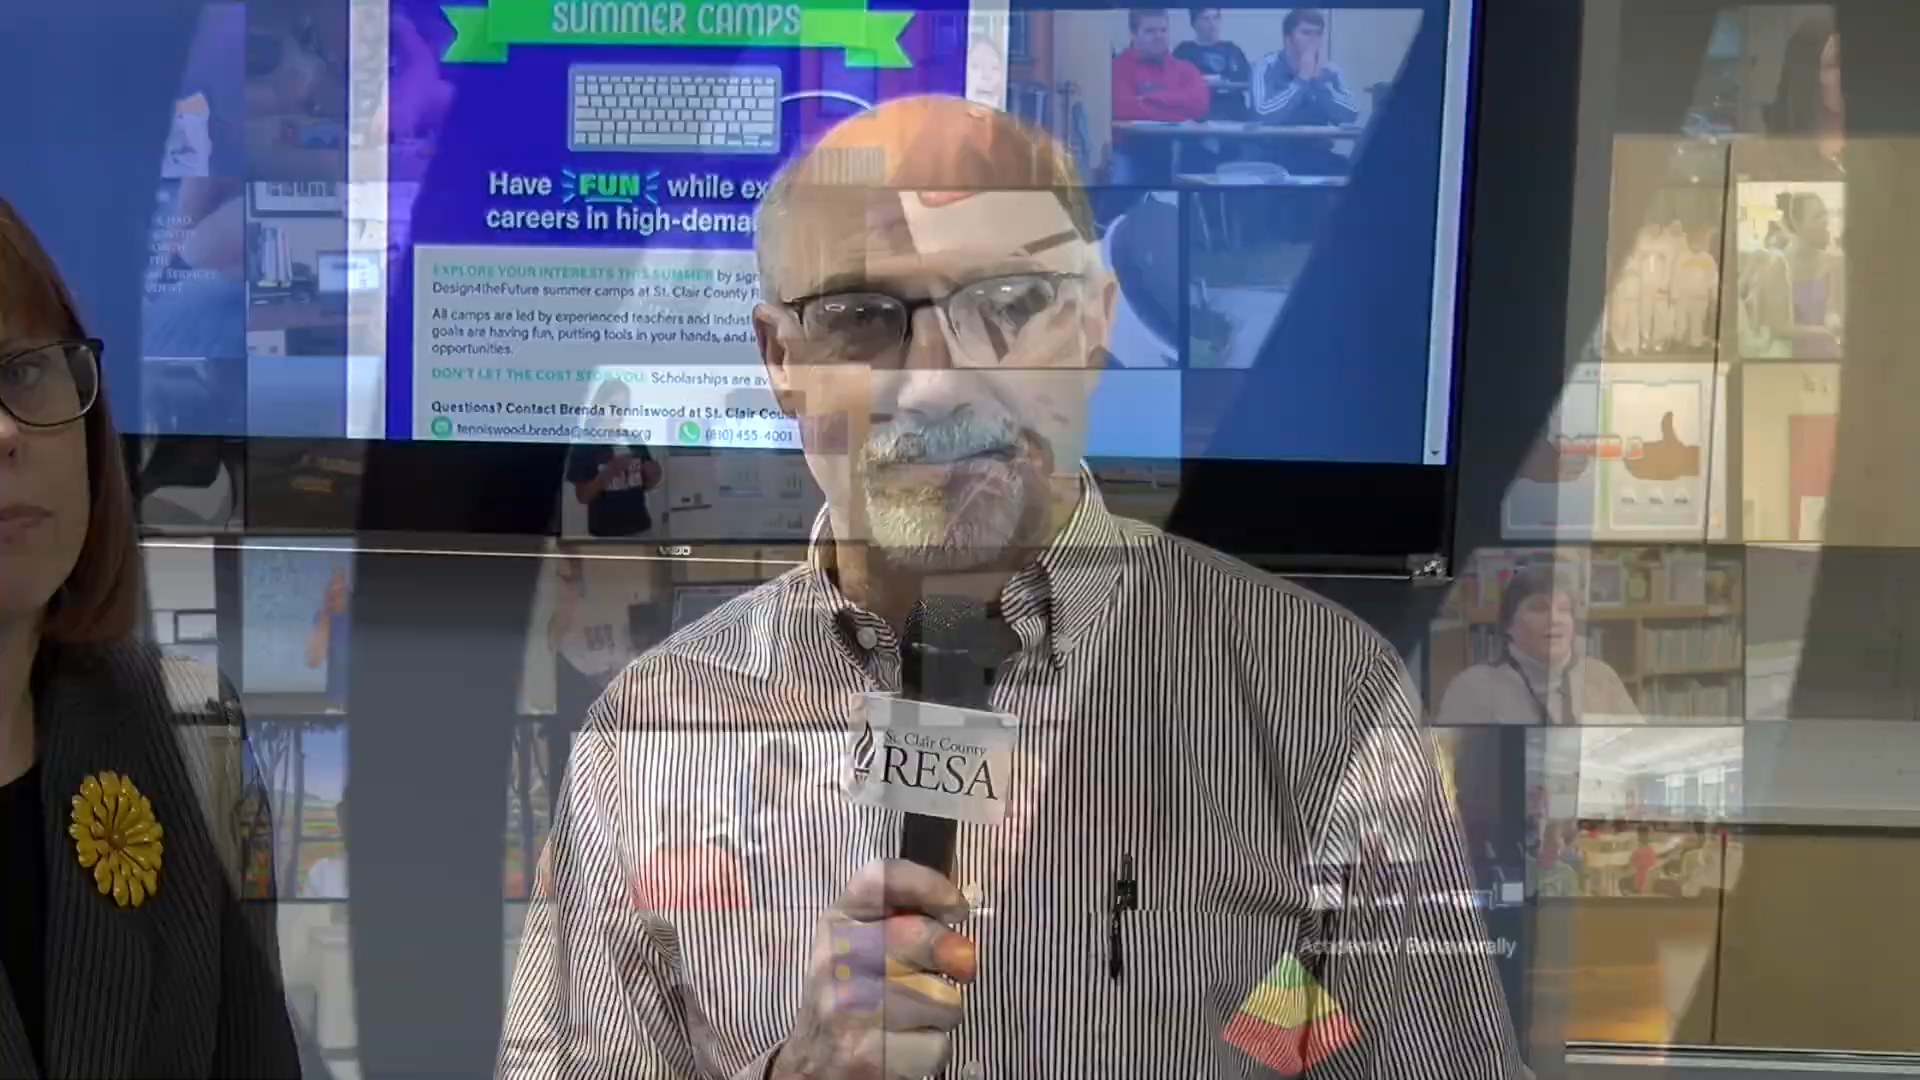 SUMMER CAMPS
Have FUN while ex
careers in high-dema
EXPLORE YOUR INTERESTS THIS SUMMER by sign
Design4theFuture summer camps at St. Clair County R
All camps are led by experienced teachers and indust
goals are having fun, putting tools in your hands, and
opportunities.
DON'T LET THE COST STOP YOU. Scholarships are av
Questions? Contact Brenda Tenniswood at St. Clair Coun
tenniswood.brenda@sccresa.org (810) 455-4001
VIZIO
St. Clair County
RESA
Academic / Behaviorally